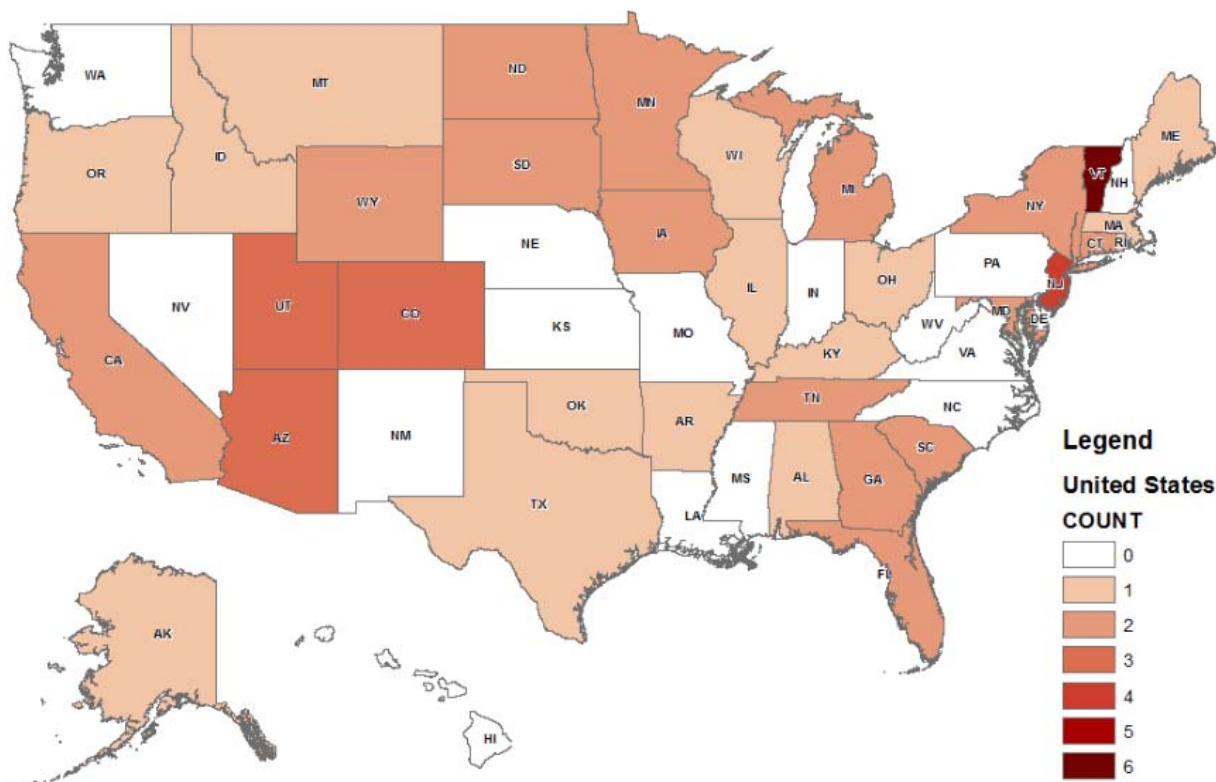 WA
MT
ND
MN
ME
OR
ID
WI
VT
NH
SD
MI
NY
WY
MA
IA
CT
RI
NE
PA
OH
NJ
IL
IN
NV
UT
CO
MD
DE
WV
KS
MO
VA
CA
KY
TN
NC
OK
AZ
NM
AR
SC
MS
AL
GA
TX
LA
FL
AK
HI
Legend
United States
COUNT
0
1
2
3
4
5
6